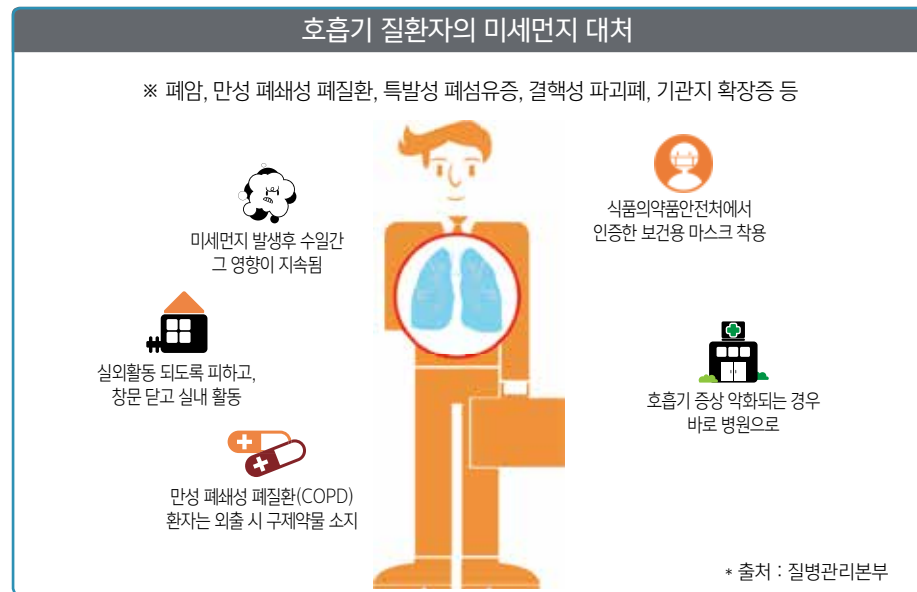 호흡기 질환자의 미세먼지 대처
※ 폐암, 만성 폐쇄성 폐질환, 특발성 폐섬유증, 결핵성 파괴폐, 기관지 확장증 등
미세먼지 발생후 수일간
그 영향이 지속됨
식품의약품안전처에서
인증한 보건용 마스크 착용
실외활동 되도록 피하고,
창문 닫고 실내 활동
호흡기 증상 악화되는 경우
바로 병원으로
만성 폐쇄성 폐질환(COPD)
환자는 외출 시 구제약물 소지
* 출처 : 질병관리본부